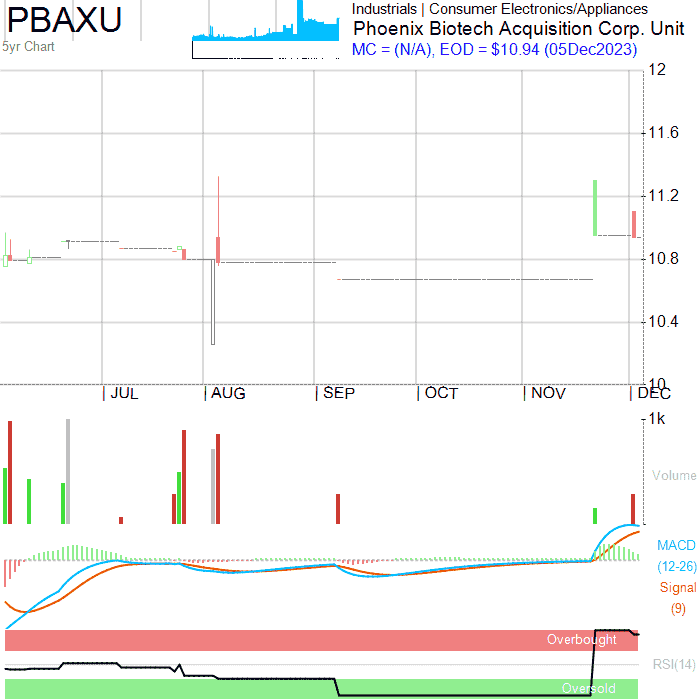 PBAXU
5yr Chart
Industrials | Consumer Electronics/Appliances
Phoenix Biotech Acquisition Corp. Unit
MC = (N/A), EOD = $10.94 (05Dec2023)
12
11.6
11.2
10.8
10.4
10
JUL AUG SEP OCT NOV DEC
1k
Volume
MACD
(12-26)
Signal
(9)
Overbought
RSI(14)
Oversold